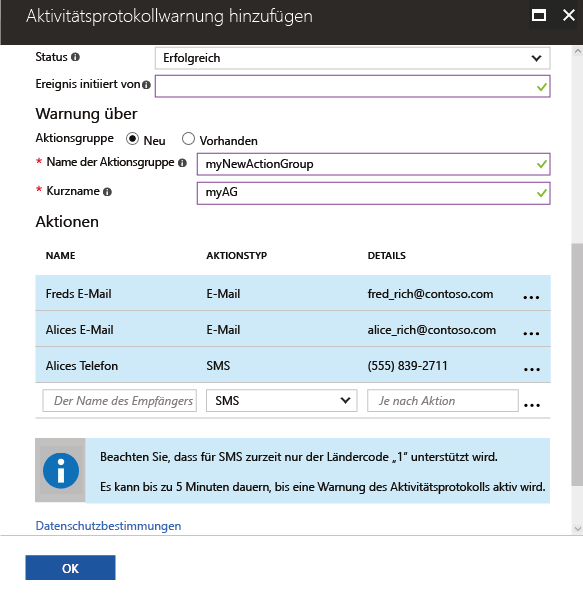 Aktivitätsprotokollwarnung hinzufügen
Status Erfolgreich
Ereignis initiiert von
Warnung über
Aktionsgruppe Neu Vorhanden
* Name der Aktionsgruppe myNewActionGroup
* Kurzname myAG
Aktionen
NAME AKTIONSTYP DETAILS
Freds E-Mail E-Mail fred_rich@contoso.com ...
Alices E-Mail E-Mail alice_rich@contoso.com ...
Alices Telefon SMS (555) 839-2711 ...
Der Name des Empfängers SMS Je nach Aktion ...
Beachten Sie, dass für SMS zurzeit nur der Ländercode „1“ unterstützt wird.
Es kann bis zu 5 Minuten dauern, bis eine Warnung des Aktivitätsprotokolls aktiv wird.
Datenschutzbestimmungen
OK